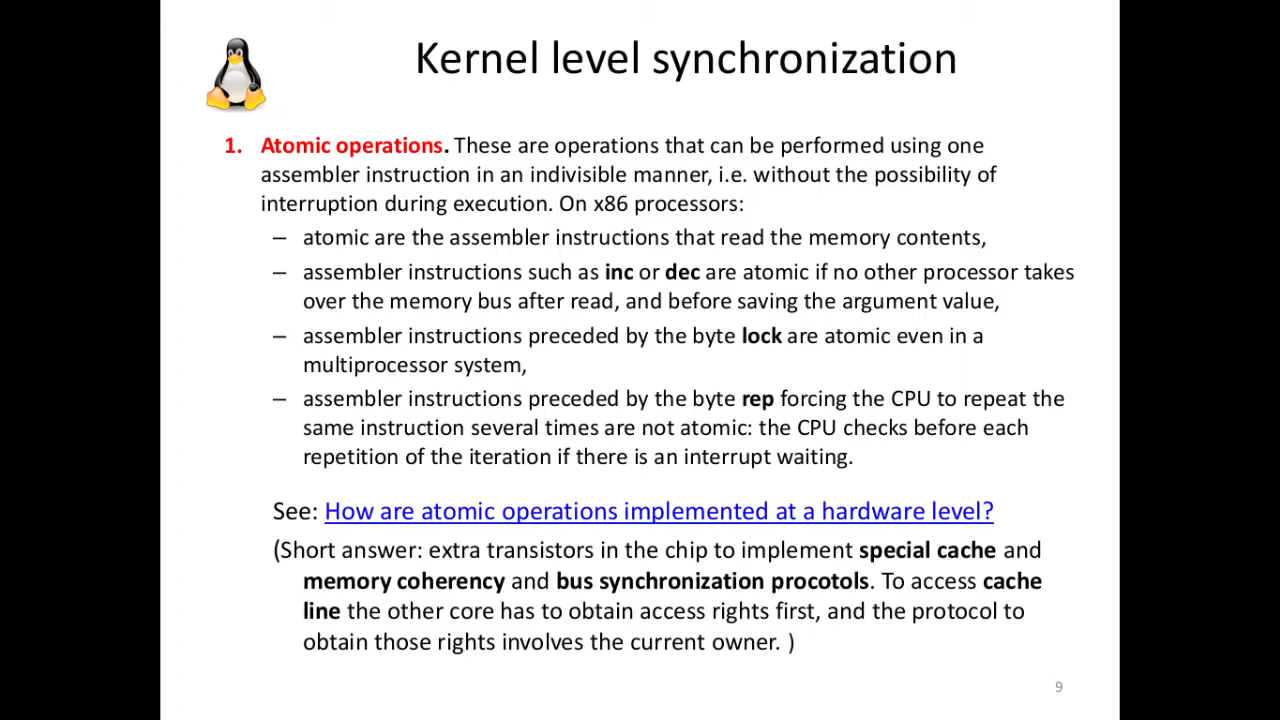 Kernel level synchronization
1. Atomic operations. These are operations that can be performed using one
assembler instruction in an indivisible manner, i.e. without the possibility of
interruption during execution. On x86 processors:
– atomic are the assembler instructions that read the memory contents,
– assembler instructions such as inc or dec are atomic if no other processor takes
over the memory bus after read, and before saving the argument value,
– assembler instructions preceded by the byte lock are atomic even in a
multiprocessor system,
– assembler instructions preceded by the byte rep forcing the CPU to repeat the
same instruction several times are not atomic: the CPU checks before each
repetition of the iteration if there is an interrupt waiting.
See: How are atomic operations implemented at a hardware level?
(Short answer: extra transistors in the chip to implement special cache and
memory coherency and bus synchronization procotols. To access cache
line the other core has to obtain access rights first, and the protocol to
obtain those rights involves the current owner. )
9